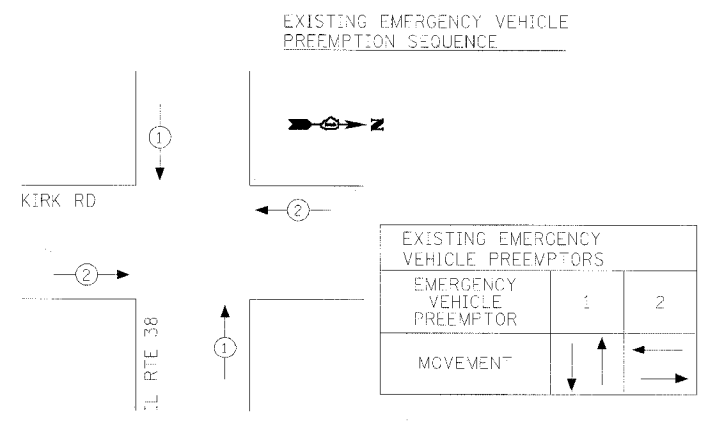 EXISTING EMERGENCY VEHICLE
PREEMPTION SEQUENCE
1
N
KIRK RD
2
2
IL RTE 38
1
EXISTING EMERGENCY
VEHICLE PREEMPTORS
EMERGENCY
VEHICLE
PREEMPTOR
1
2
MOVEMENT